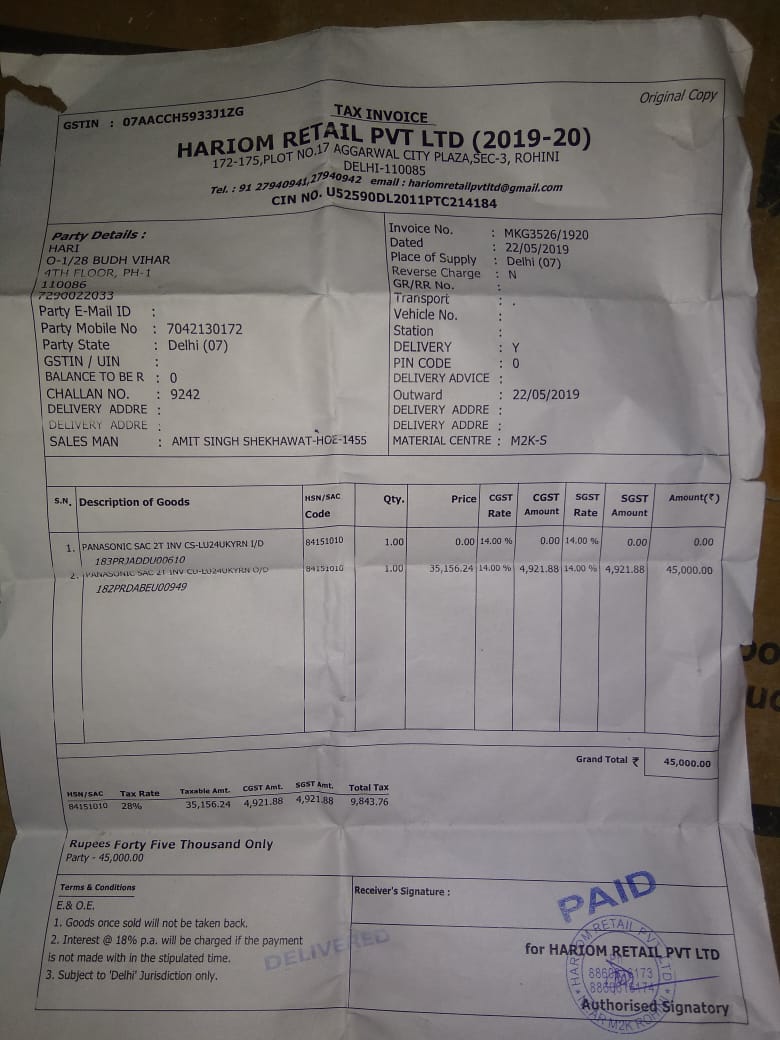 Original Copy
GSTIN : 07AACCH5933J1ZG
TAX INVOICE
HARIOM RETAIL PVT LTD (2019-20)
172-175,PLOT NO.17 AGGARWAL CITY PLAZA,SEC-3, ROHINI
DELHI-110085
Tel. : 91 27940941,27940942 email : hariomretailpvtltd@gmail.com
CIN NO. U52590DL2011PTC214184
Party Details :
HARI
O-1/28 BUDH VIHAR
4TH FLOOR, PH-1
110086
7290022033
Party E-Mail ID :
Party Mobile No : 7042130172
Party State : Delhi (07)
GSTIN / UIN :
BALANCE TO BE R : 0
CHALLAN NO. : 9242
DELIVERY ADDRE :
DELIVERY ADDRE :
SALES MAN : AMIT SINGH SHEKHAWAT-HOE-1455
Invoice No. : MKG3526/1920
Dated : 22/05/2019
Place of Supply : Delhi (07)
Reverse Charge : N
GR/RR No. :
Transport : .
Vehicle No. :
Station :
DELIVERY : Y
PIN CODE : 0
DELIVERY ADVICE :
Outward : 22/05/2019
DELIVERY ADDRE :
DELIVERY ADDRE :
MATERIAL CENTRE : M2K-S
S.N. Description of Goods HSN/SAC Code Qty. Price CGST Rate CGST Amount SGST Rate SGST Amount Amount(₹)
1. PANASONIC SAC 2T INV CS-LU24UKYRN I/D 84151010 1.00 0.00 14.00 % 0.00 14.00 % 0.00 0.00
183PRJADDU00610
2. PANASONIC SAC 2T INV CU-LU24UKYRN O/D 84151010 1.00 35,156.24 14.00 % 4,921.88 14.00 % 4,921.88 45,000.00
182PRDABEU00949
Grand Total ₹ 45,000.00
HSN/SAC Tax Rate Taxable Amt. CGST Amt. SGST Amt. Total Tax
84151010 28% 35,156.24 4,921.88 4,921.88 9,843.76
Rupees Forty Five Thousand Only
Party - 45,000.00
Terms & Conditions
E.& O.E.
1. Goods once sold will not be taken back.
2. Interest @ 18% p.a. will be charged if the payment
is not made with in the stipulated time.
3. Subject to 'Delhi' Jurisdiction only.
DELIVERED
Receiver's Signature :
PAID
for HARIOM RETAIL PVT LTD
Authorised Signatory
HARIOM RETAIL PVT LTD